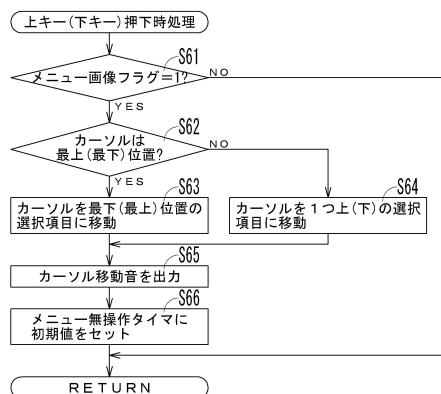 上キー(下キー)押下時処理
S61
メニュー画像フラグ=1?
NO
YES
S62
カーソルは
最上(最下)位置?
NO
YES
S63
カーソルを最下(最上)位置の
選択項目に移動
S64
カーソルを1つ上(下)の選択
項目に移動
S65
カーソル移動音を出力
S66
メニュー無操作タイマに
初期値をセット
RETURN